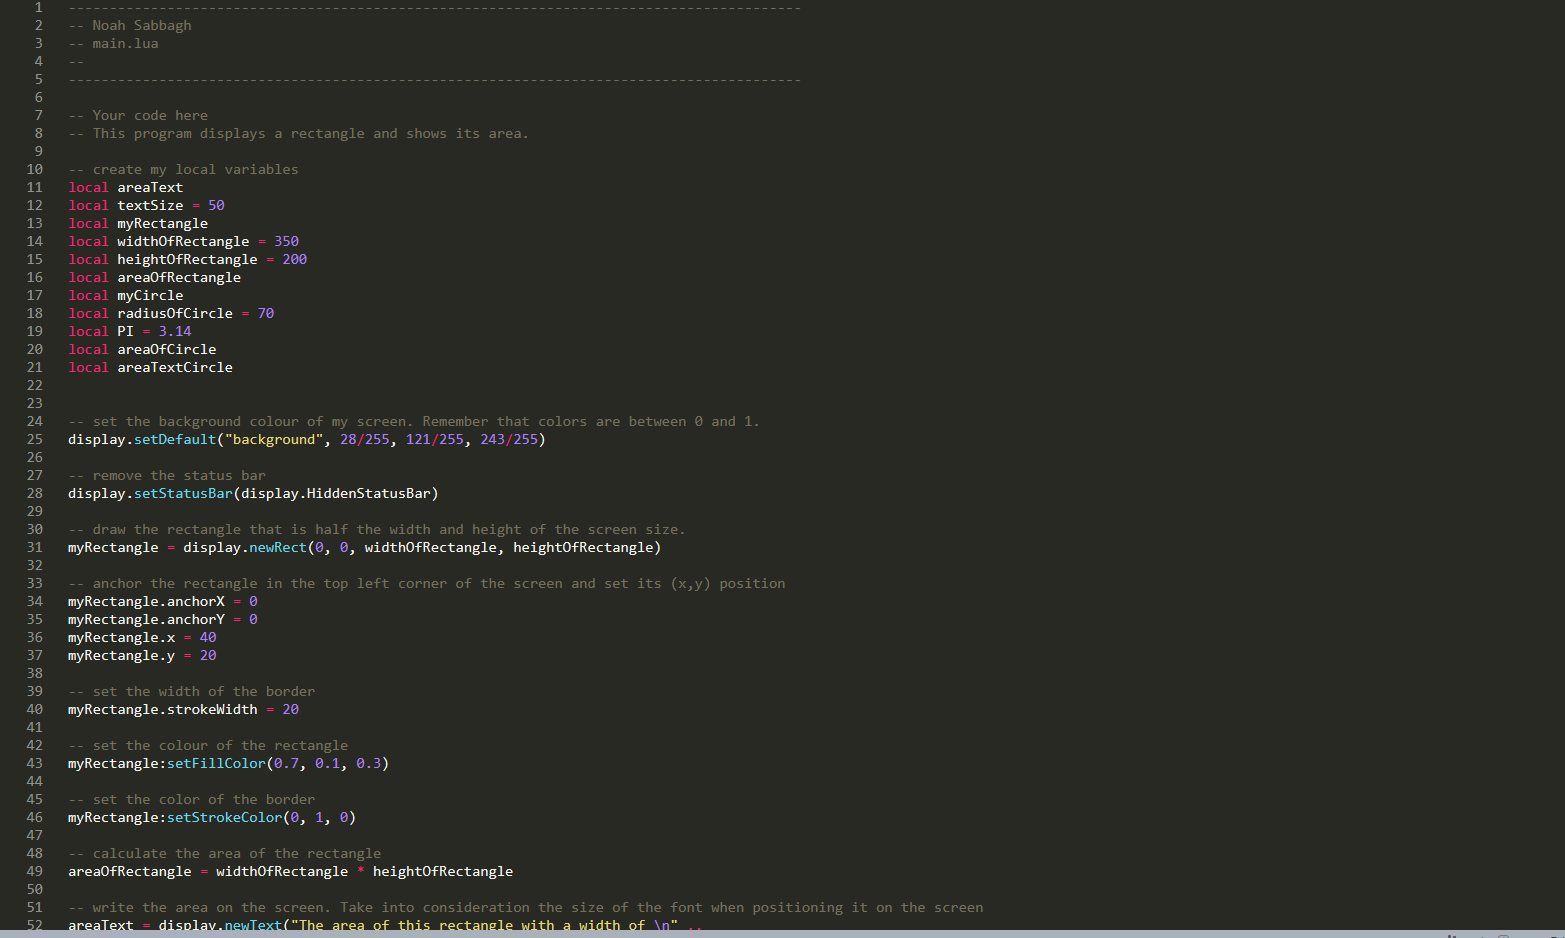 1 -----------------------------------------------------------------------------------------
2 -- Noah Sabbagh
3 -- main.lua
4 --
5 -----------------------------------------------------------------------------------------
6
7 -- Your code here
8 -- This program displays a rectangle and shows its area.
9
10 -- create my local variables
11 local areaText
12 local textSize = 50
13 local myRectangle
14 local widthOfRectangle = 350
15 local heightOfRectangle = 200
16 local areaOfRectangle
17 local myCircle
18 local radiusOfCircle = 70
19 local PI = 3.14
20 local areaOfCircle
21 local areaTextCircle
22
23
24 -- set the background colour of my screen. Remember that colors are between 0 and 1.
25 display.setDefault("background", 28/255, 121/255, 243/255)
26
27 -- remove the status bar
28 display.setStatusBar(display.HiddenStatusBar)
29
30 -- draw the rectangle that is half the width and height of the screen size.
31 myRectangle = display.newRect(0, 0, widthOfRectangle, heightOfRectangle)
32
33 -- anchor the rectangle in the top left corner of the screen and set its (x,y) position
34 myRectangle.anchorX = 0
35 myRectangle.anchorY = 0
36 myRectangle.x = 40
37 myRectangle.y = 20
38
39 -- set the width of the border
40 myRectangle.strokeWidth = 20
41
42 -- set the colour of the rectangle
43 myRectangle:setFillColor(0.7, 0.1, 0.3)
44
45 -- set the color of the border
46 myRectangle:setStrokeColor(0, 1, 0)
47
48 -- calculate the area of the rectangle
49 areaOfRectangle = widthOfRectangle * heightOfRectangle
50
51 -- write the area on the screen. Take into consideration the size of the font when positioning it on the screen
52 areaText = display.newText("The area of this rectangle with a width of \n" ..